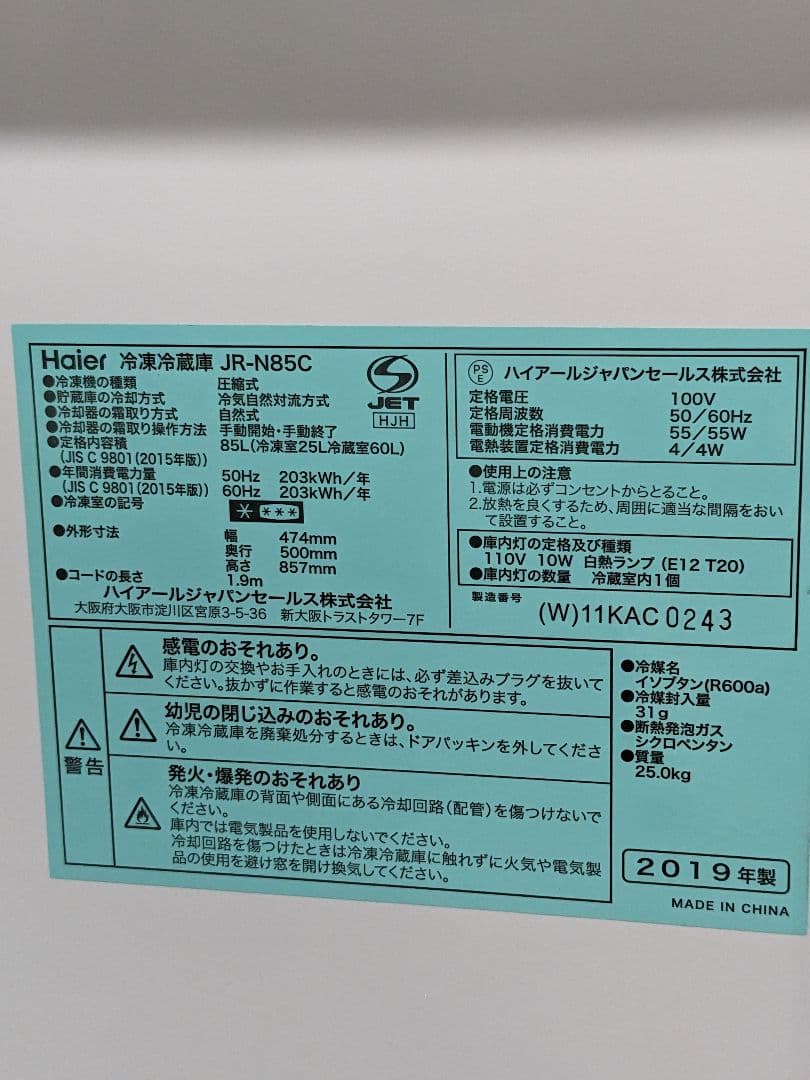 Haier 冷凍冷蔵庫 JR-N85C
●冷凍機の種類 圧縮式
●貯蔵庫の冷却方式 冷気自然対流方式
●冷却器の霜取り方式 自然式
●冷却器の霜取り操作方法 手動開始・手動終了
●定格内容積 85L(冷凍室25L冷蔵室60L)
(JIS C 9801(2015年版))
●年間消費電力量 50Hz 203kWh/年
(JIS C 9801(2015年版)) 60Hz 203kWh/年
●冷凍室の記号 * ***
●外形寸法 幅 474mm
奥行 500mm
高さ 857mm
●コードの長さ 1.9m
ハイアールジャパンセールス株式会社
大阪府大阪市淀川区宮原3-5-36 新大阪トラストタワー7F
JET
HJH
PS
E ハイアールジャパンセールス株式会社
定格電圧 100V
定格周波数 50/60Hz
電動機定格消費電力 55/55W
電熱装置定格消費電力 4/4W
●使用上の注意
1.電源は必ずコンセントからとること。
2.放熱を良くするため、周囲に適当な間隔をおい
て設置すること。
●庫内灯の定格及び種類
110V 10W 白熱ランプ (E12 T20)
●庫内灯の数量 冷蔵室内1個
製造番号
(W)11KAC0243
警告
感電のおそれあり。
庫内灯の交換やお手入れのときには、必ず差込みプラグを抜いて
ください。抜かずに作業すると感電のおそれがあります。
幼児の閉じ込めのおそれあり。
冷凍冷蔵庫を廃棄処分するときは、ドアパッキンを外してくださ
い。
発火・爆発のおそれあり
冷凍冷蔵庫の背面や側面にある冷却回路(配管)を傷つけないで
ください。
庫内では電気製品を使用しないでください。
冷却回路を傷つけたときは冷凍冷蔵庫に触れずに火気や電気製
品の使用を避け窓を開け換気してください。
●冷媒名
イソブタン(R600a)
●冷媒封入量
31g
●断熱発泡ガス
シクロペンタン
●質量
25.0kg
2019年製
MADE IN CHINA